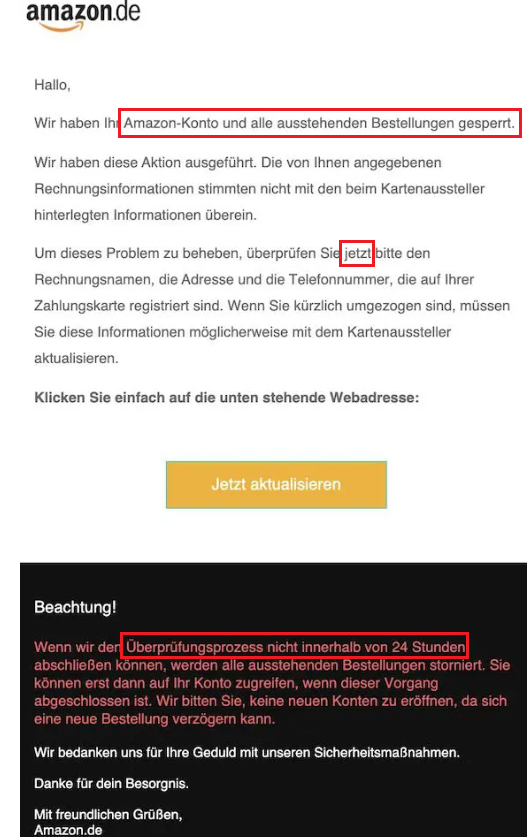 amazon.de
Hallo,
Wir haben Ihr Amazon-Konto und alle ausstehenden Bestellungen gesperrt.
Wir haben diese Aktion ausgeführt. Die von Ihnen angegebenen
Rechnungsinformationen stimmten nicht mit den beim Kartenaussteller
hinterlegten Informationen überein.
Um dieses Problem zu beheben, überprüfen Sie jetzt bitte den
Rechnungsnamen, die Adresse und die Telefonnummer, die auf Ihrer
Zahlungskarte registriert sind. Wenn Sie kürzlich umgezogen sind, müssen
Sie diese Informationen möglicherweise mit dem Kartenaussteller
aktualisieren.
Klicken Sie einfach auf die unten stehende Webadresse:
Jetzt aktualisieren
Beachtung!
Wenn wir den Überprüfungsprozess nicht innerhalb von 24 Stunden
abschließen können, werden alle ausstehenden Bestellungen storniert. Sie
können erst dann auf Ihr Konto zugreifen, wenn dieser Vorgang
abgeschlossen ist. Wir bitten Sie, keine neuen Konten zu eröffnen, da sich
eine neue Bestellung verzögern kann.
Wir bedanken uns für Ihre Geduld mit unseren Sicherheitsmaßnahmen.
Danke für dein Besorgnis.
Mit freundlichen Grüßen,
Amazon.de